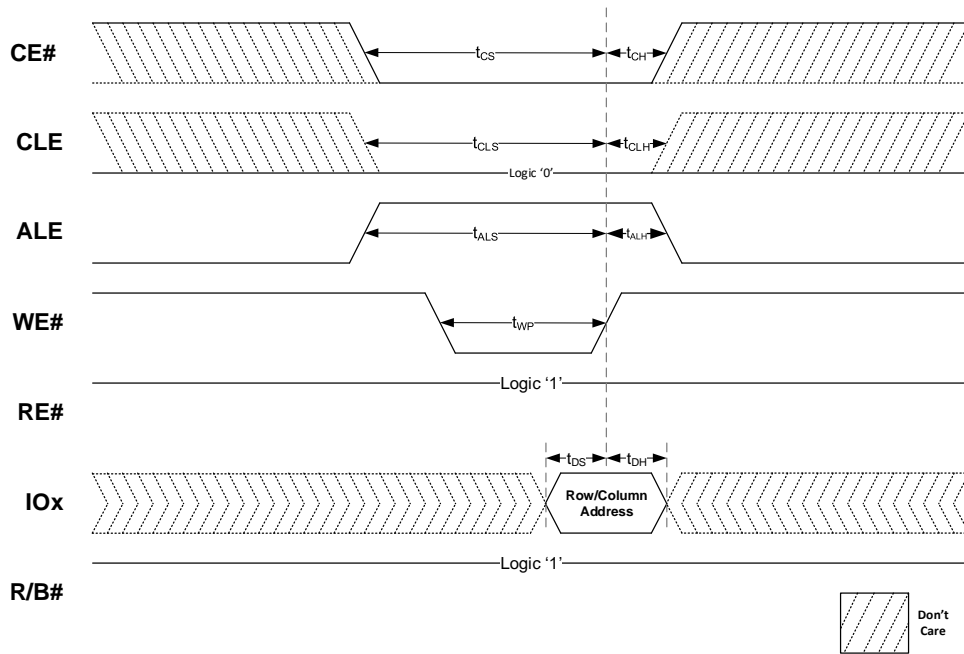 CE#
tCS
tCH
CLE
tCLS
tCLH
Logic ‘0’
ALE
tALS
tALH
WE#
tWP
Logic ‘1’
RE#
tDS
tDH
IOx
Row/Column
Address
Logic ‘1’
R/B#
Don’t
Care